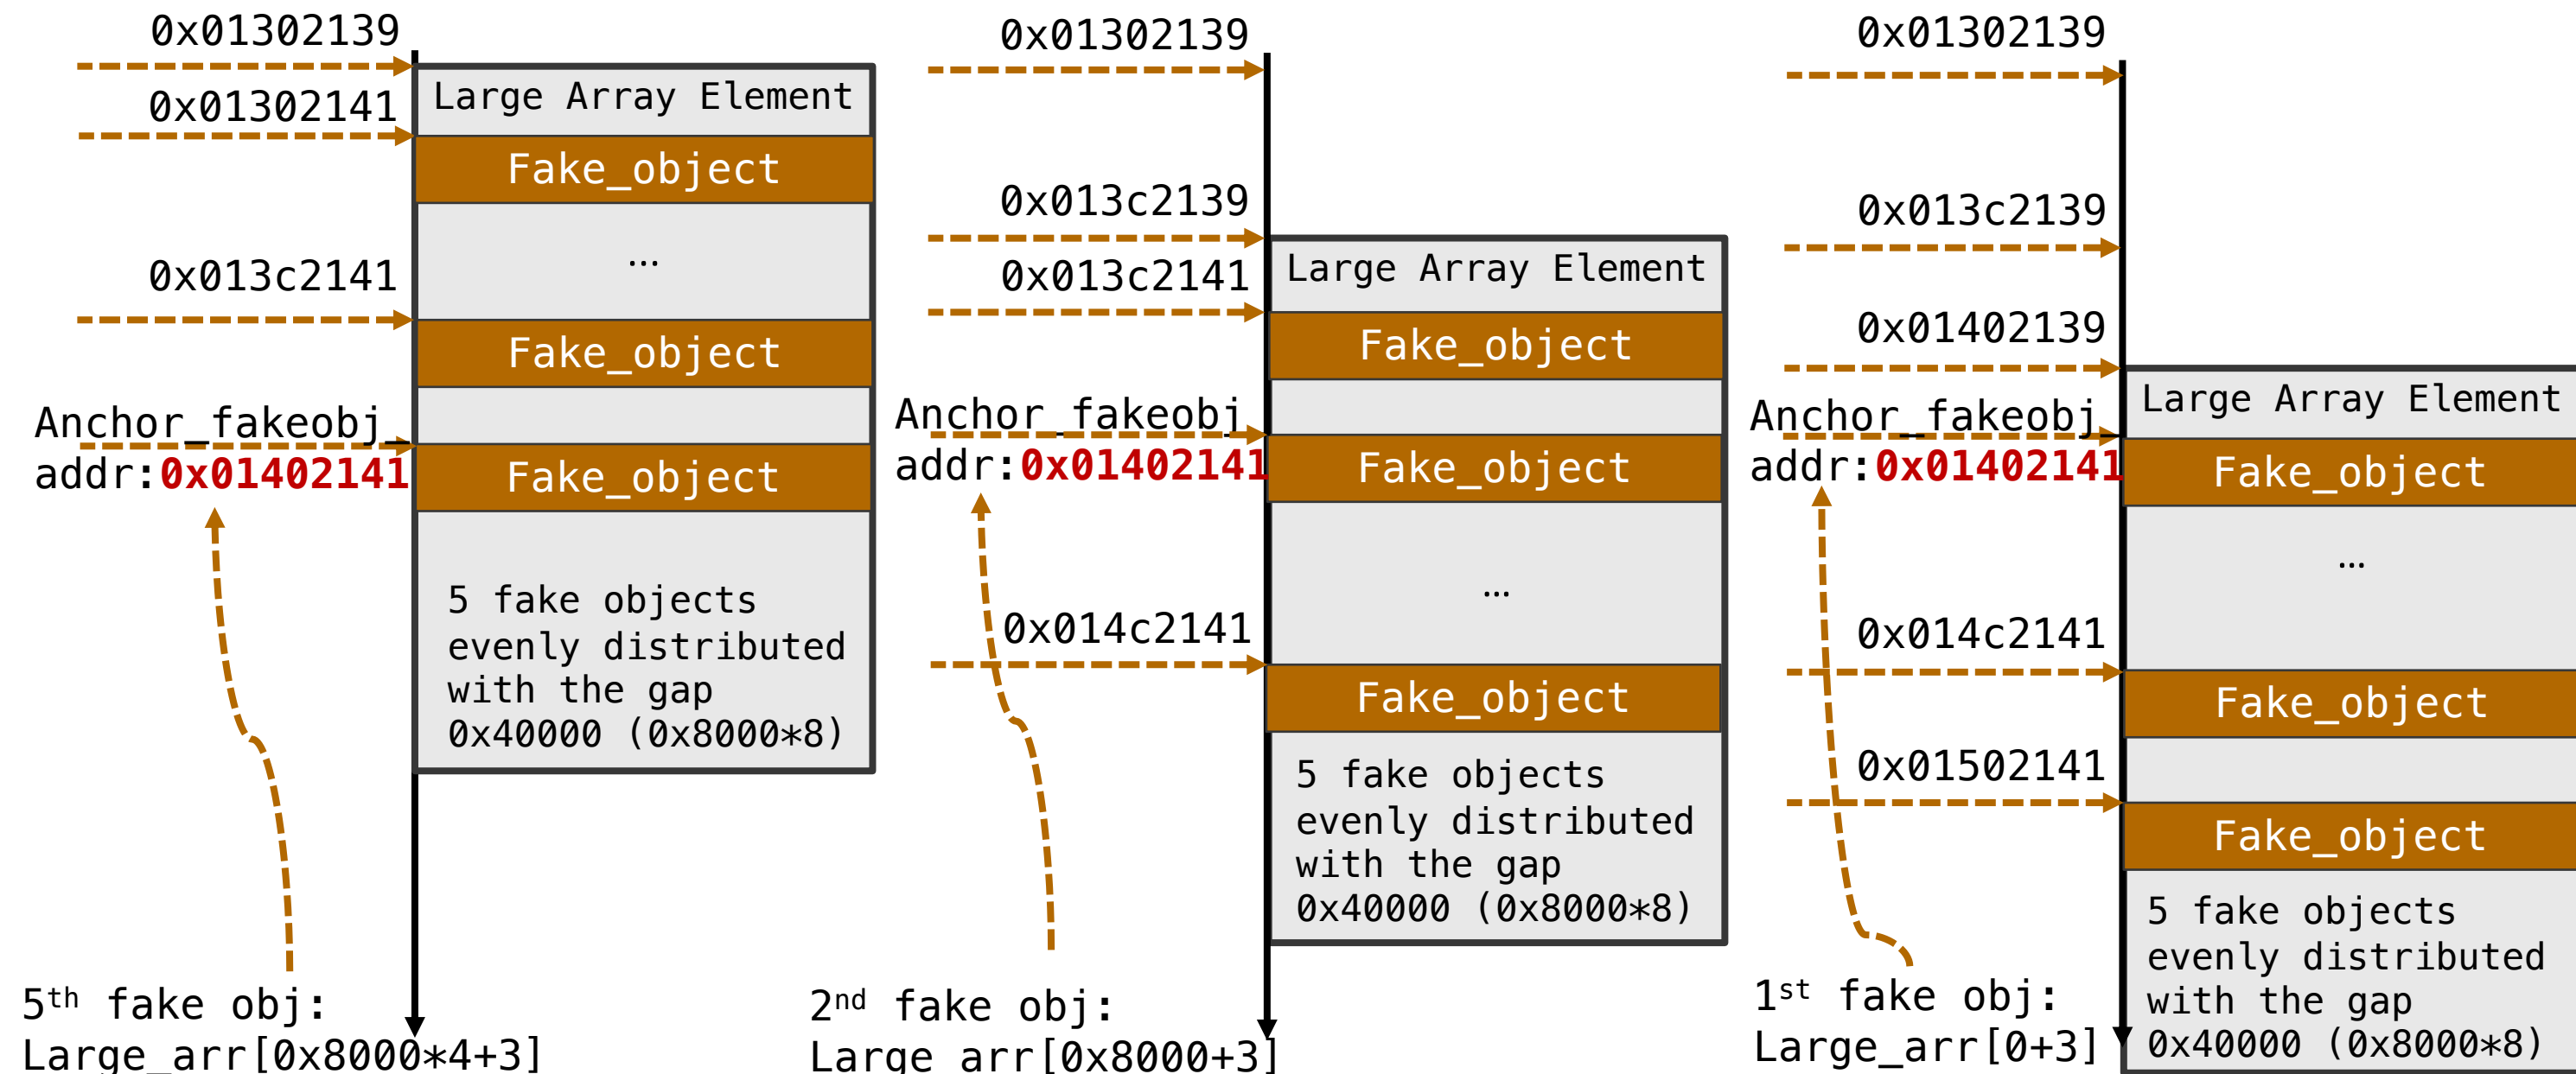 0x01302139
Large Array Element
0x01302141
Fake_object
...
0x013c2141
Fake_object
Anchor_fakeobj_
addr:0x01402141
Fake_object
5 fake objects
evenly distributed
with the gap
0x40000 (0x8000*8)
5th fake obj:
Large_arr[0x8000*4+3]
0x01302139
0x013c2139
Large Array Element
0x013c2141
Fake_object
Anchor_fakeobj_
addr:0x01402141
Fake_object
...
0x014c2141
Fake_object
5 fake objects
evenly distributed
with the gap
0x40000 (0x8000*8)
2nd fake obj:
Large_arr[0x8000+3]
0x01302139
0x013c2139
0x01402139
Large Array Element
Anchor_fakeobj_
addr:0x01402141
Fake_object
...
0x014c2141
Fake_object
0x01502141
Fake_object
5 fake objects
evenly distributed
with the gap
0x40000 (0x8000*8)
1st fake obj:
Large_arr[0+3]